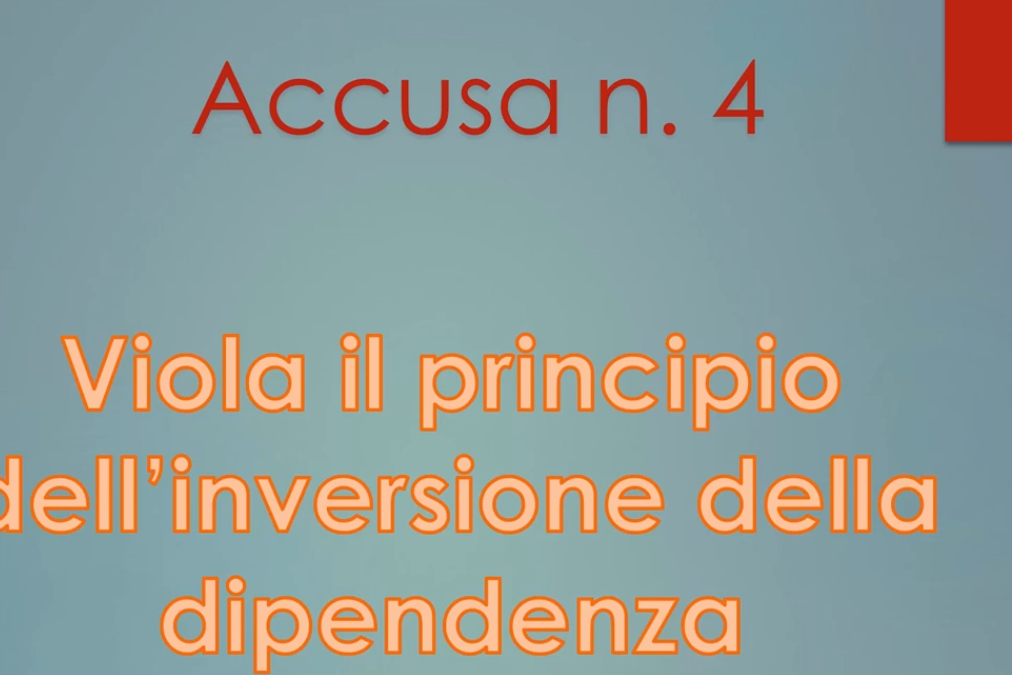 Accusa n. 4
Viola il principio
dell’inversione della
dipendenza